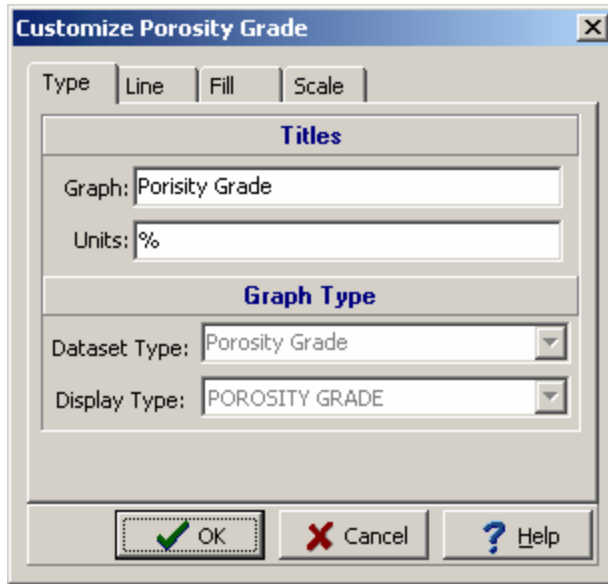 Customize Porosity Grade
Type Line Fill Scale
Titles
Graph: Porisity Grade
Units: %
Graph Type
Dataset Type: Porosity Grade
Display Type: POROSITY GRADE
OK Cancel Help